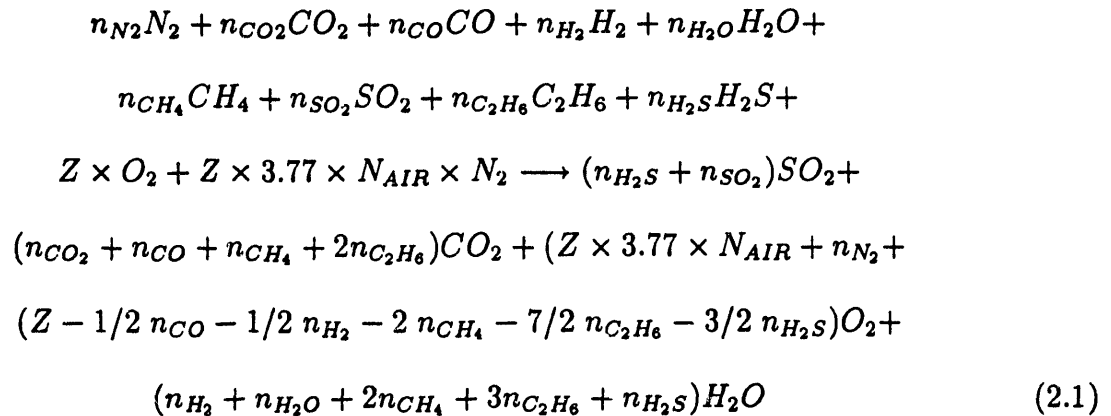 n_{N2}N_2 + n_{CO2}CO_2 + n_{CO}CO + n_{H_2}H_2 + n_{H_2O}H_2O+
n_{CH_4}CH_4 + n_{SO_2}SO_2 + n_{C_2H_6}C_2H_6 + n_{H_2S}H_2S+
Z × O_2 + Z × 3.77 × N_{AIR} × N_2 ⟶ (n_{H_2S} + n_{SO_2})SO_2+
(n_{CO_2} + n_{CO} + n_{CH_4} + 2n_{C_2H_6})CO_2 + (Z × 3.77 × N_{AIR} + n_{N_2}+
(Z − 1/2 n_{CO} − 1/2 n_{H_2} − 2 n_{CH_4} − 7/2 n_{C_2H_6} − 3/2 n_{H_2S})O_2+
(n_{H_2} + n_{H_2O} + 2n_{CH_4} + 3n_{C_2H_6} + n_{H_2S})H_2O (2.1)